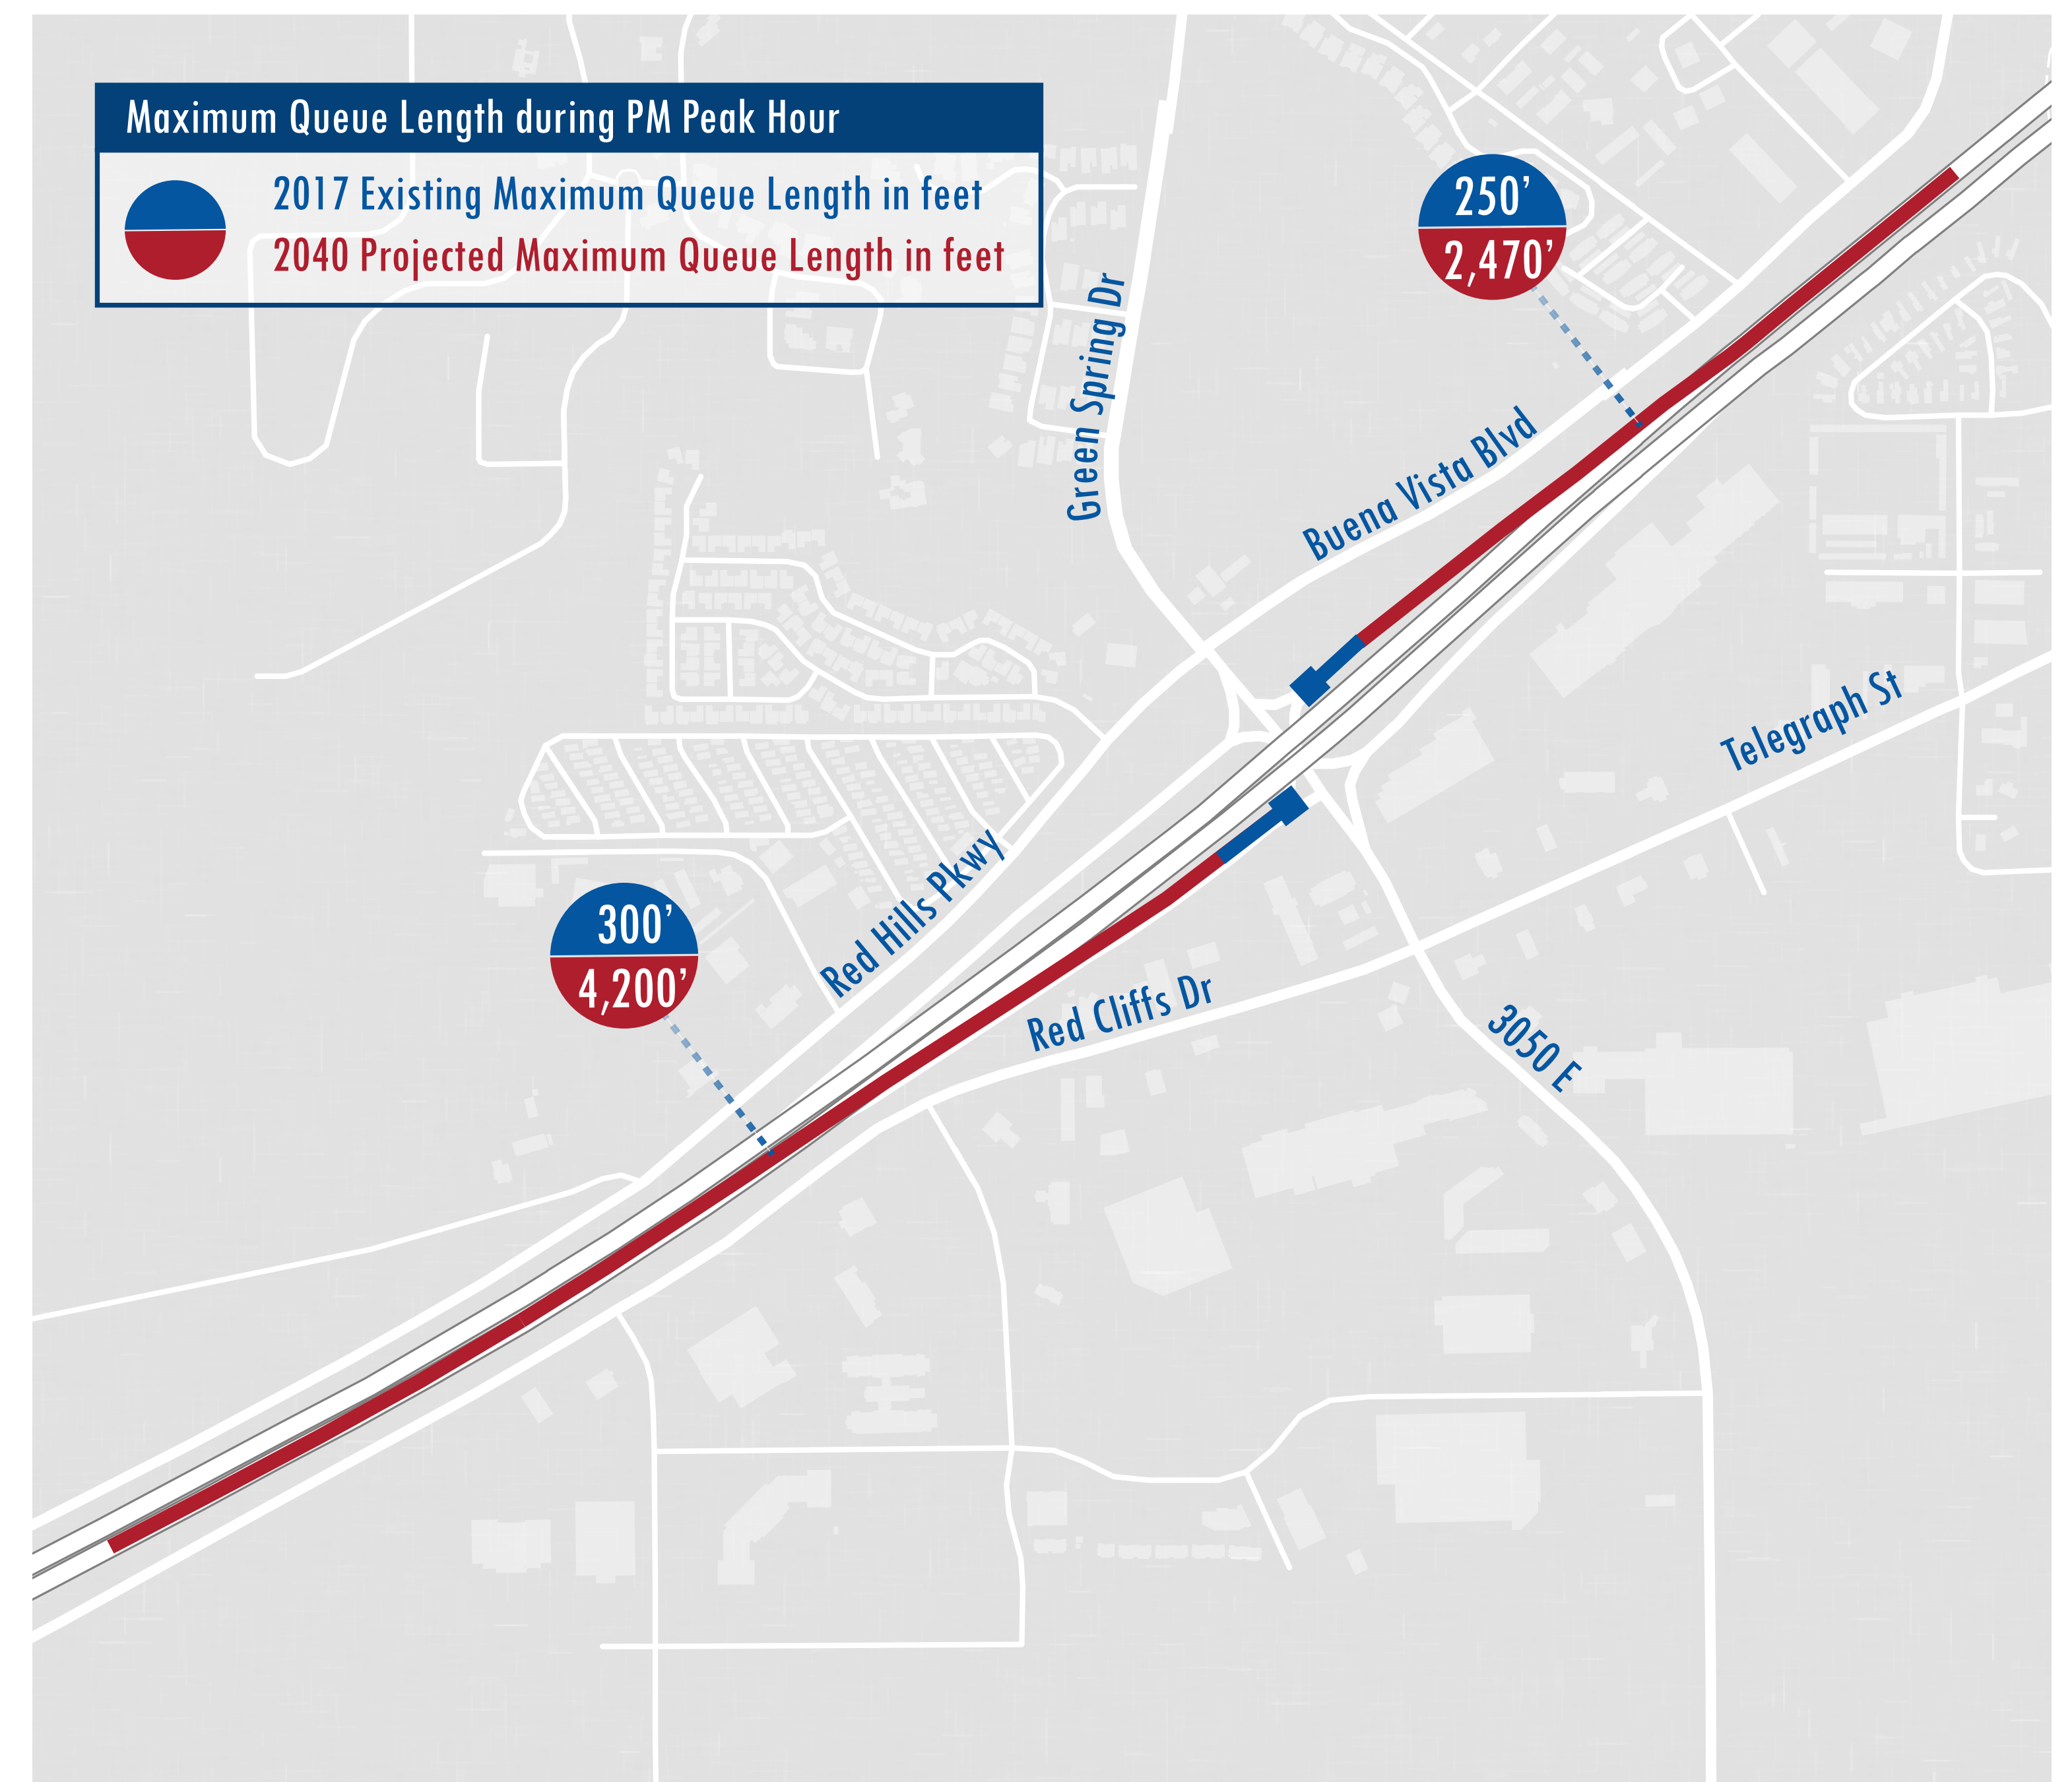 Maximum Queue Length during PM Peak Hour
2017 Existing Maximum Queue Length in feet
2040 Projected Maximum Queue Length in feet
250’
2,470’
Green Spring Dr
Buena Vista Blvd
Telegraph St
Red Hills Pkwy
300’
4,200’
Red Cliffs Dr
3050 E